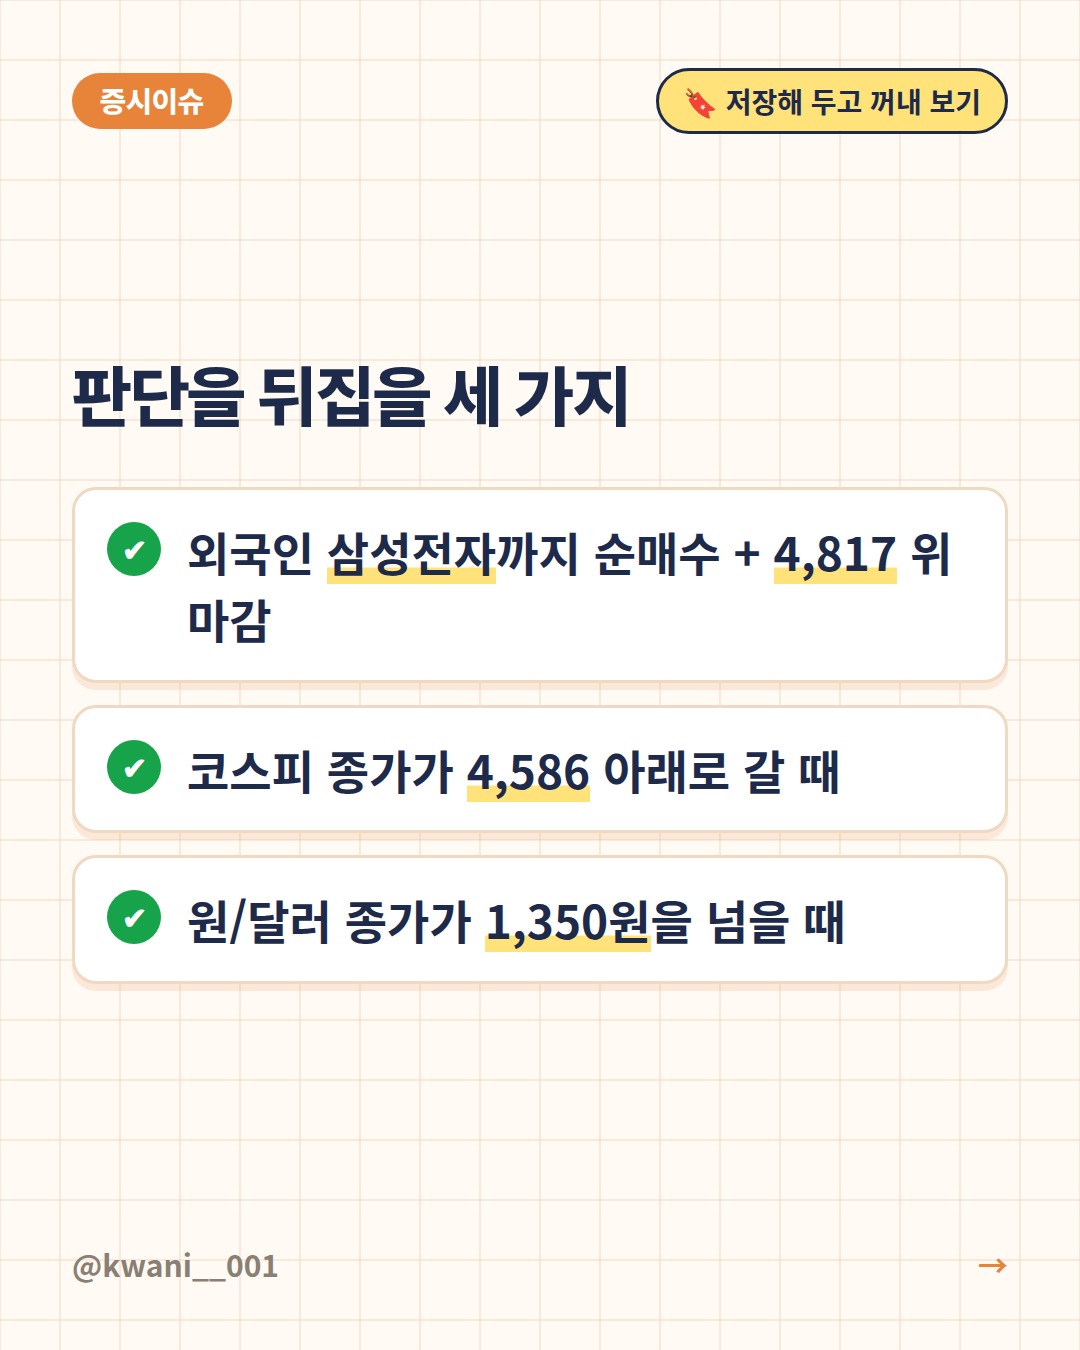 증시이슈
🔖 저장해 두고 꺼내 보기
판단을 뒤집을 세 가지
✔ 외국인 삼성전자까지 순매수 + 4,817 위
마감
✔ 코스피 종가가 4,586 아래로 갈 때
✔ 원/달러 종가가 1,350원을 넘을 때
@kwani__001
→